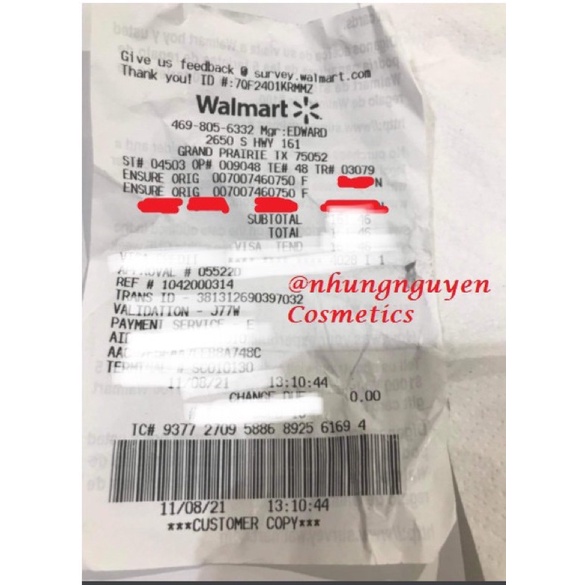 Give us feedback @ survey.walmart.com
Thank you! ID #:7QF2401KRMMZ
Walmart
469-805-6332 Mgr:EDWARD
2650 S HWY 161
GRAND PRAIRIE TX 75052
ST# 04503 OP# 009048 TE# 48 TR# 03079
ENSURE ORIG 007007460750 F N
ENSURE ORIG 007007460750 F
SUBTOTAL 46
TOTAL 46
VISA TEND
APPROVAL # 05522D
REF # 1042000314
TRANS ID - 381312690397032
VALIDATION - J77W
PAYMENT SERVICE E
@nhungnguyen
Cosmetics
11/08/21 13:10:44
CHANGE DUE 0.00
TC# 9377 2709 5886 8925 6169 4
11/08/21 13:10:44
***CUSTOMER COPY***